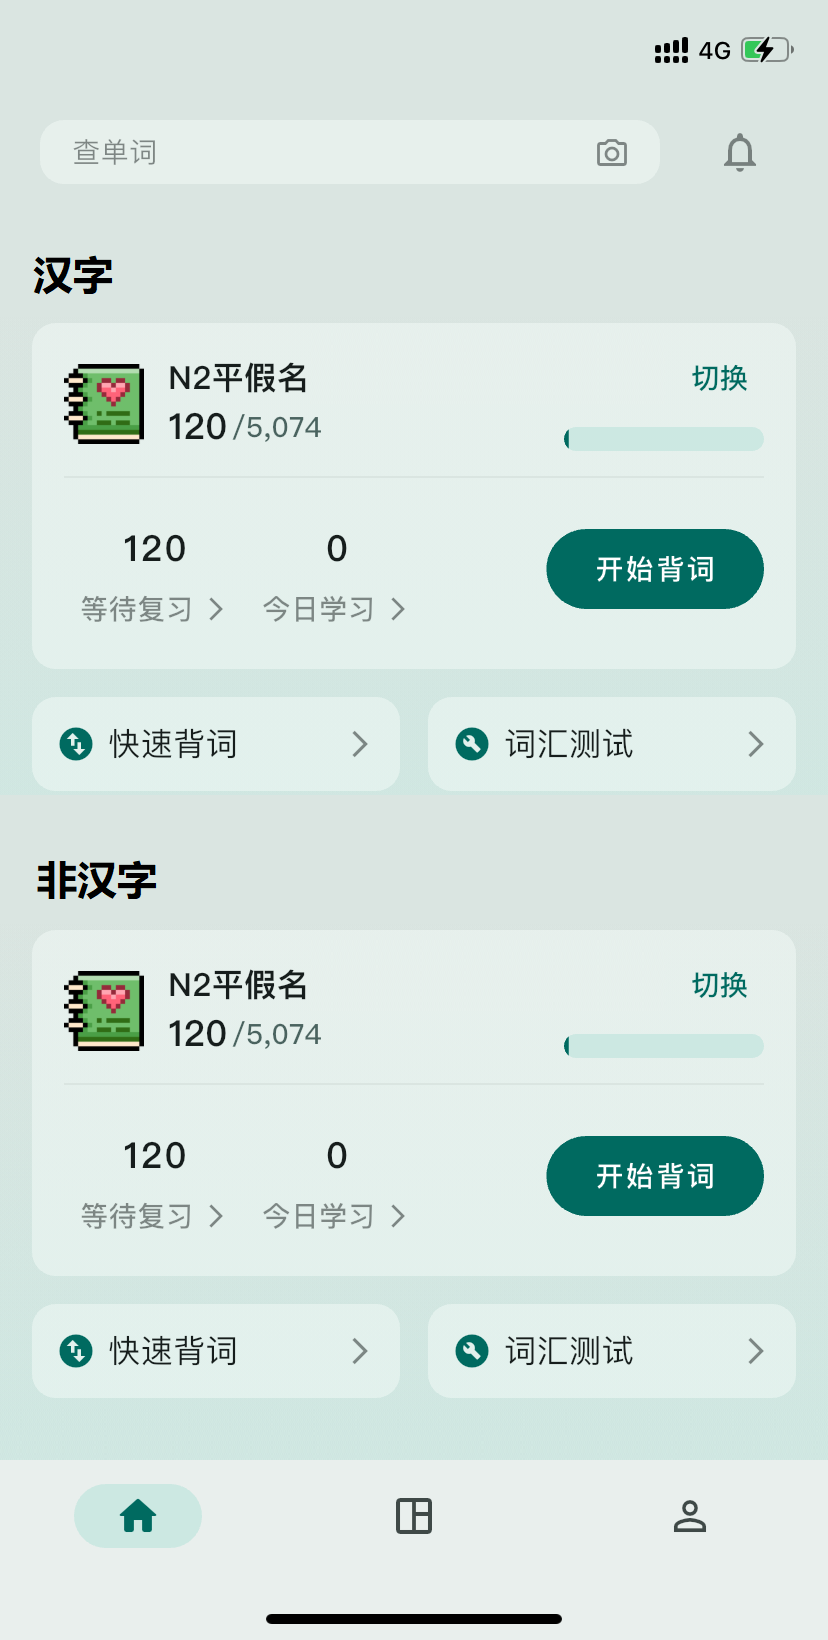 4G
查单词
汉字
N2平假名
切换
120 /5,074
120
0
等待复习
今日学习
开始背词
快速背词
词汇测试
非汉字
N2平假名
切换
120 /5,074
120
0
等待复习
今日学习
开始背词
快速背词
词汇测试